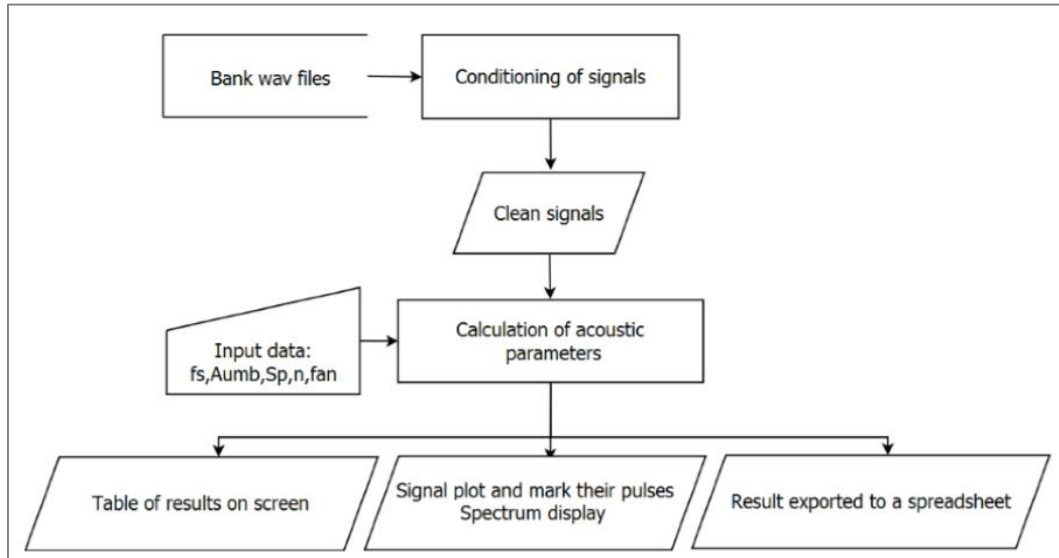 Bank wav files
Conditioning of signals
Clean signals
Input data:
fs,Aumb,Sp,n,fan
Calculation of acoustic
parameters
Table of results on screen
Signal plot and mark their pulses
Spectrum display
Result exported to a spreadsheet